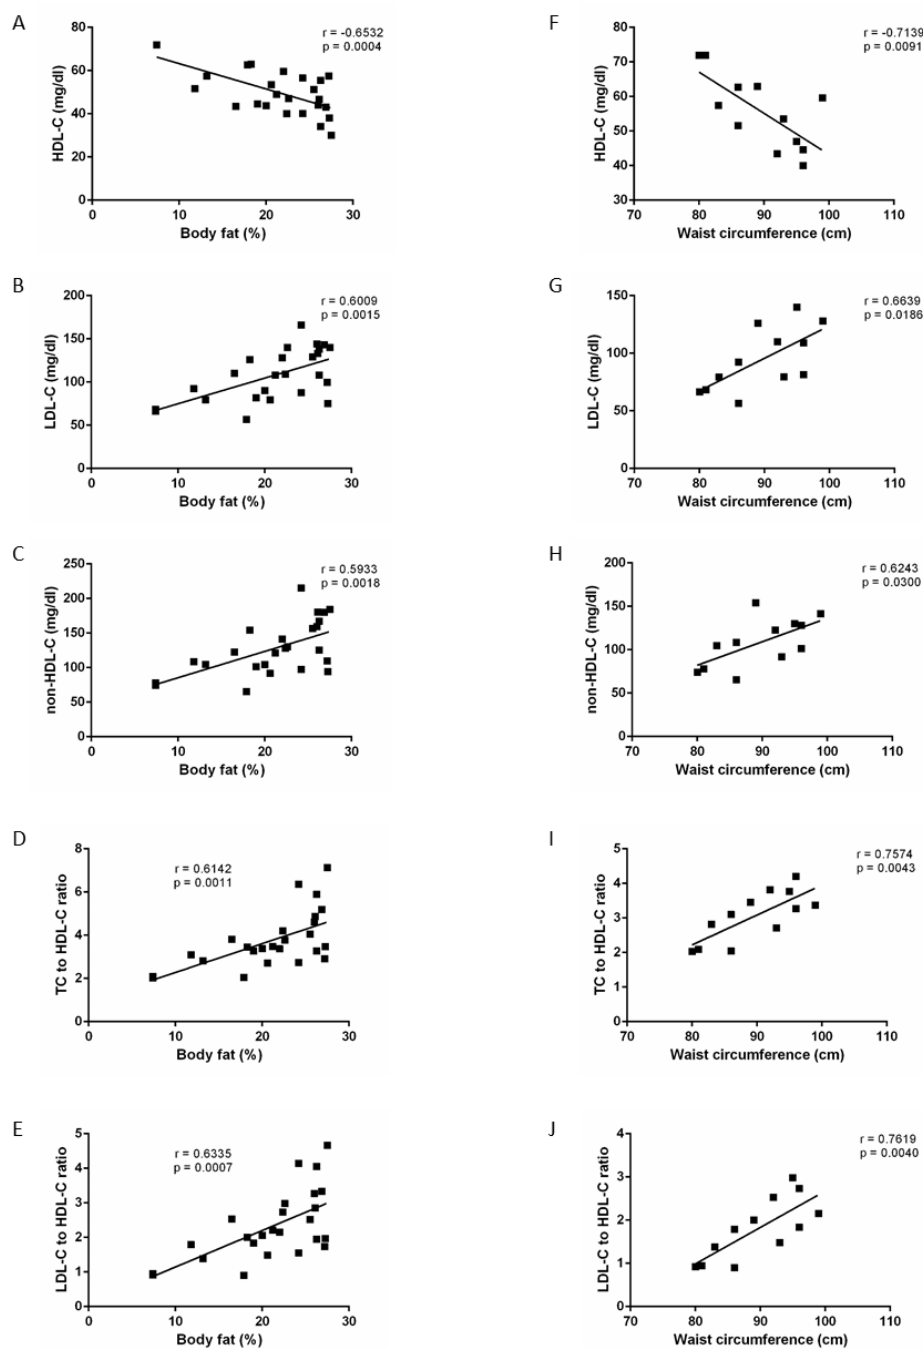 A
r = -0.6532
p = 0.0004
80
60
40
20
0
HDL-C (mg/dl)
0 10 20 30
Body fat (%)
F
r = -0.7139
p = 0.0091
80
70
60
50
40
30
HDL-C (mg/dl)
70 80 90 100 110
Waist circumference (cm)
B
r = 0.6009
p = 0.0015
200
150
100
50
0
LDL-C (mg/dl)
0 10 20 30
Body fat (%)
G
r = 0.6639
p = 0.0186
150
100
50
0
LDL-C (mg/dl)
70 80 90 100 110
Waist circumference (cm)
C
r = 0.5933
p = 0.0018
250
200
150
100
50
0
non-HDL-C (mg/dl)
0 10 20 30
Body fat (%)
H
r = 0.6243
p = 0.0300
200
150
100
50
0
non-HDL-C (mg/dl)
70 80 90 100 110
Waist circumference (cm)
D
r = 0.6142
p = 0.0011
8
6
4
2
0
TC to HDL-C ratio
0 10 20 30
Body fat (%)
I
r = 0.7574
p = 0.0043
5
4
3
2
1
0
TC to HDL-C ratio
70 80 90 100 110
Waist circumference (cm)
E
r = 0.6335
p = 0.0007
5
4
3
2
1
0
LDL-C to HDL-C ratio
0 10 20 30
Body fat (%)
J
r = 0.7619
p = 0.0040
4
3
2
1
0
LDL-C to HDL-C ratio
70 80 90 100 110
Waist circumference (cm)